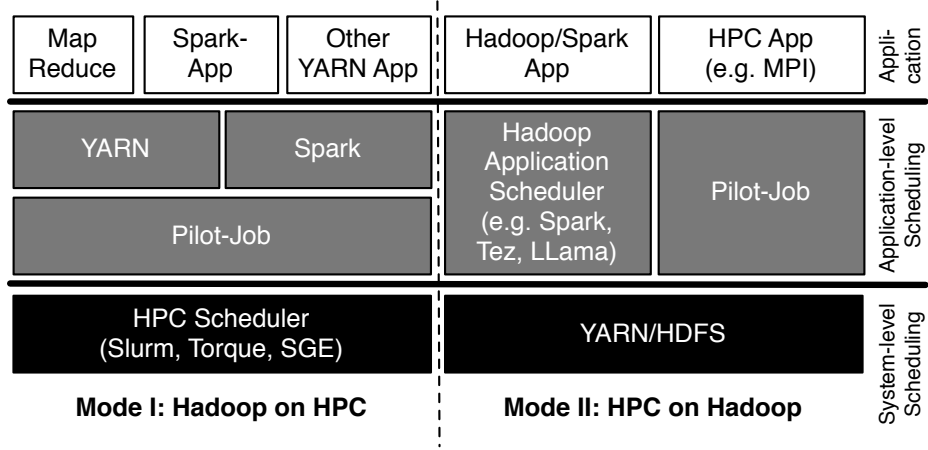 Map
Reduce
Spark-
App
Other
YARN App
Hadoop/Spark
App
HPC App
(e.g. MPI)
Appli-
cation
YARN
Spark
Pilot-Job
Hadoop
Application
Scheduler
(e.g. Spark,
Tez, LLama)
Pilot-Job
Application-level
Scheduling
HPC Scheduler
(Slurm, Torque, SGE)
YARN/HDFS
System-level
Scheduling
Mode I: Hadoop on HPC
Mode II: HPC on Hadoop